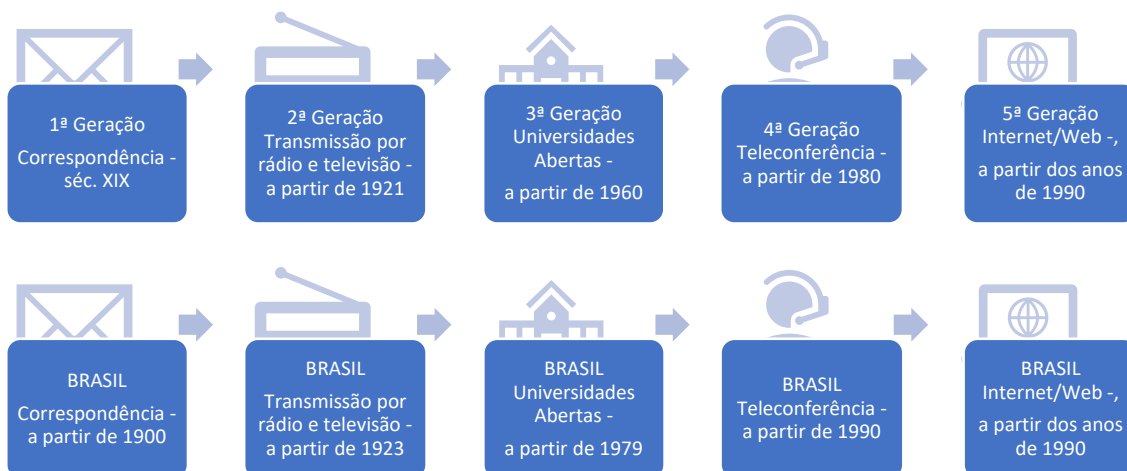 1ª Geração
Correspondência -
séc. XIX
2ª Geração
Transmissão por
rádio e televisão -
a partir de 1921
3ª Geração
Universidades
Abertas -
a partir de 1960
4ª Geração
Teleconferência -
a partir de 1980
5ª Geração
Internet/Web -,
a partir dos anos
de 1990
BRASIL
Correspondência -
a partir de 1900
BRASIL
Transmissão por
rádio e televisão -
a partir de 1923
BRASIL
Universidades
Abertas -
a partir de 1979
BRASIL
Teleconferência -
a partir de 1990
BRASIL
Internet/Web -,
a partir dos anos
de 1990